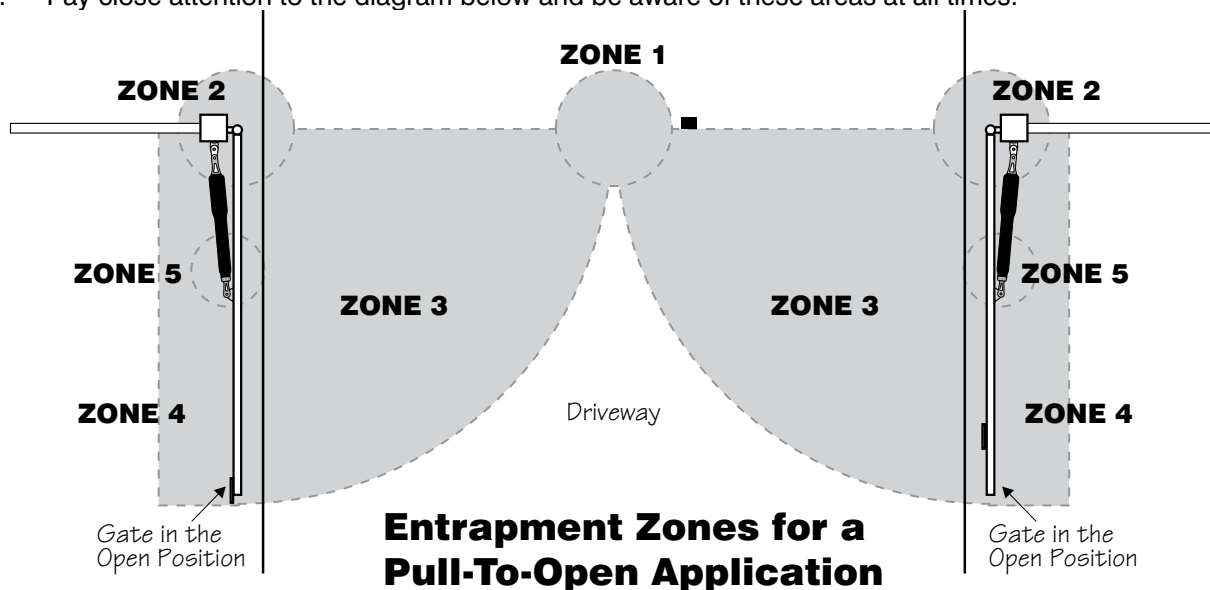 Pay close attention to the diagram below and be aware of these areas at all times.
ZONE 1
ZONE 2
ZONE 2
ZONE 5
ZONE 5
ZONE 3
ZONE 3
ZONE 4
Driveway
ZONE 4
Gate in the
Open Position
Entrapment Zones for a
Pull-To-Open Application
Gate in the
Open Position